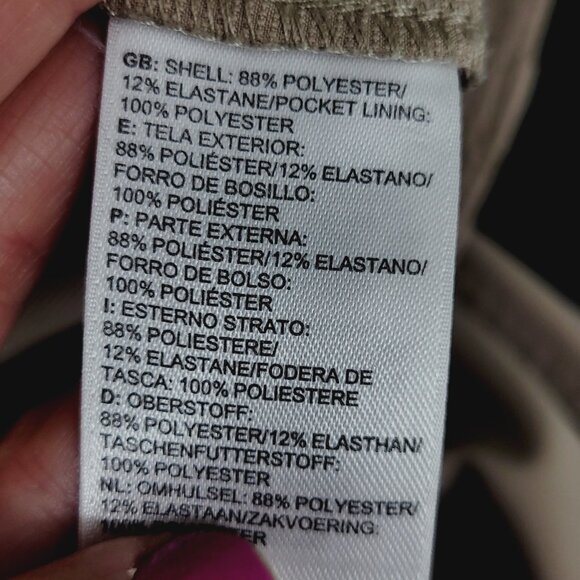 GB: SHELL: 88% POLYESTER/
12% ELASTANE/POCKET LINING:
100% POLYESTER
E: TELA EXTERIOR:
88% POLIÉSTER/12% ELASTANO/
FORRO DE BOSILLO:
100% POLIÉSTER
P: PARTE EXTERNA:
88% POLIÉSTER/12% ELASTANO/
FORRO DE BOLSO:
100% POLIÉSTER
I: ESTERNO STRATO:
88% POLIESTERE/
12% ELASTANE/FODERA DE
TASCA: 100% POLIESTERE
D: OBERSTOFF:
88% POLYESTER/12% ELASTHAN/
TASCHENFUTTERSTOFF:
100% POLYESTER
NL: OMHULSEL: 88% POLYESTER/
12% ELASTAAN/ZAKVOERING:
100% POLYESTER